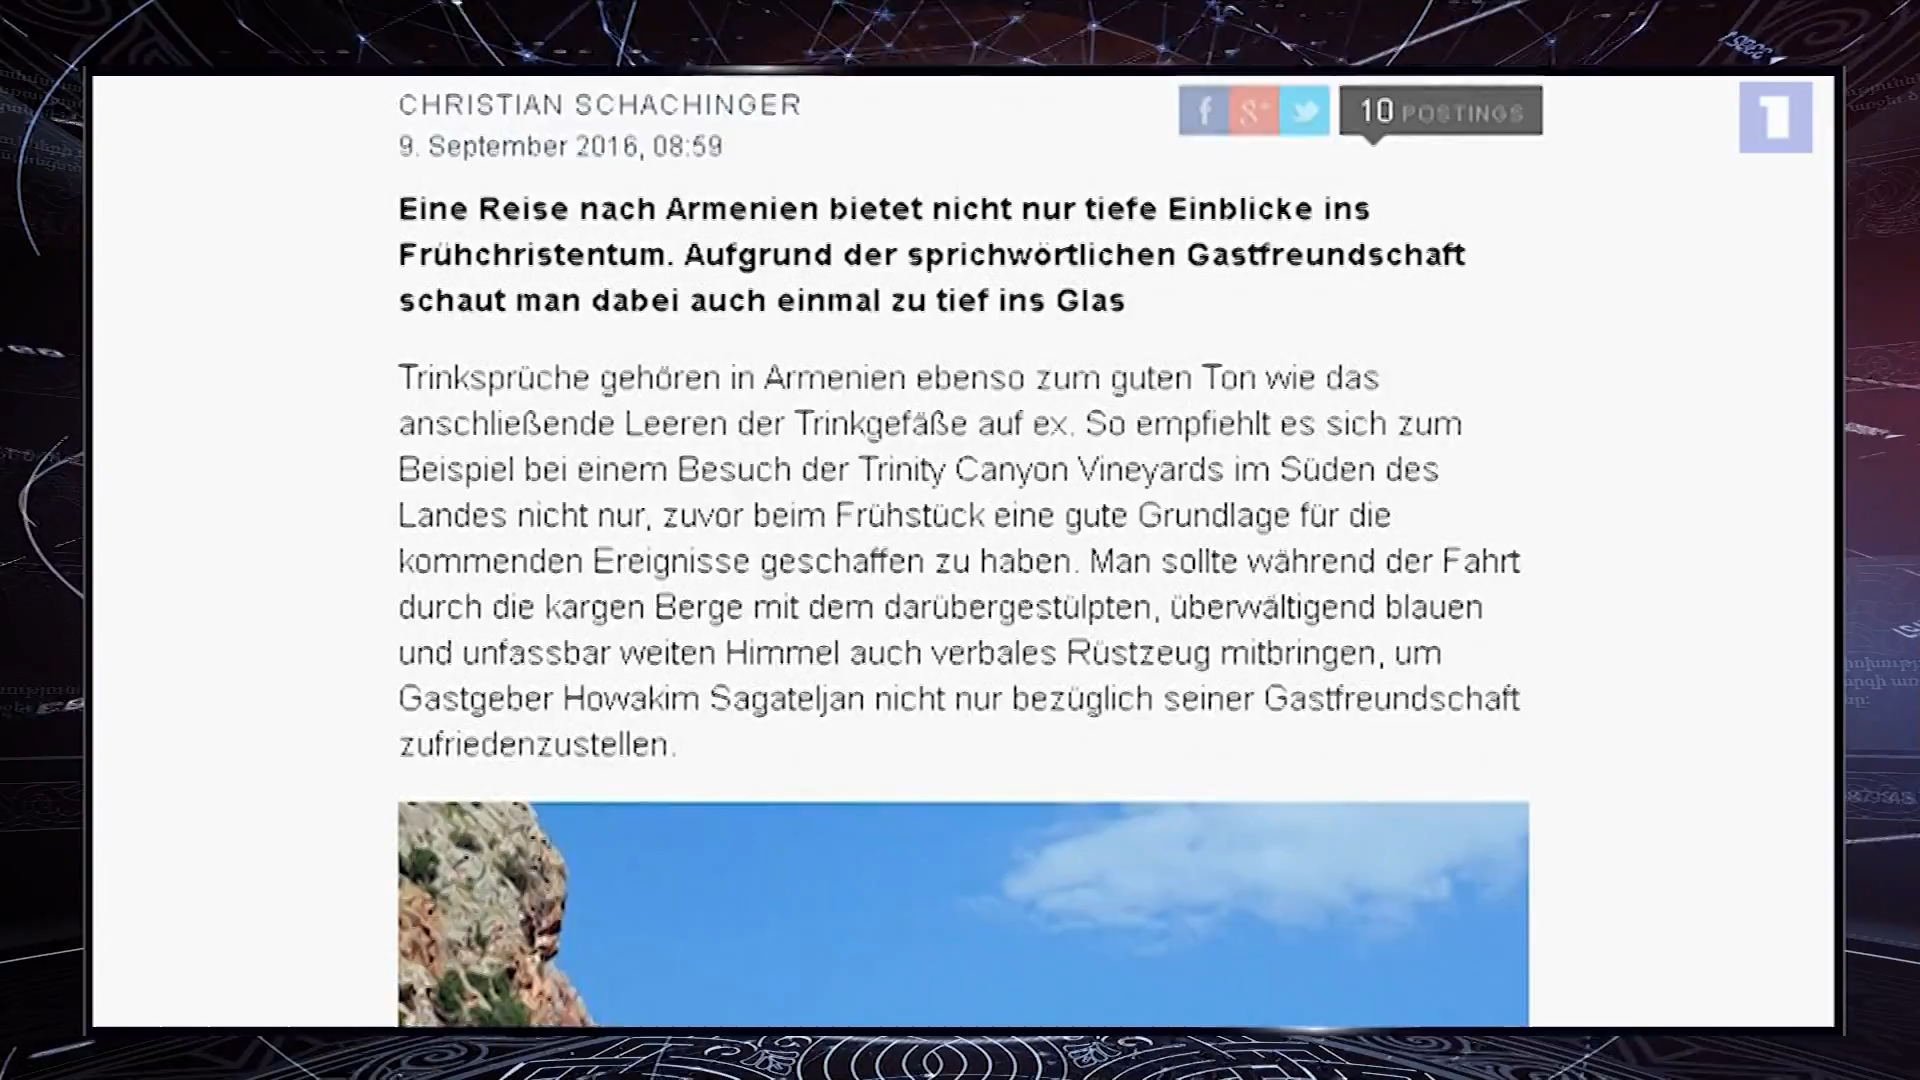 CHRISTIAN SCHACHINGER
9. September 2016, 08:59
f g+ 10 POSTINGS
1
Eine Reise nach Armenien bietet nicht nur tiefe Einblicke ins
Frühchristentum. Aufgrund der sprichwörtlichen Gastfreundschaft
schaut man dabei auch einmal zu tief ins Glas
Trinksprüche gehören in Armenien ebenso zum guten Ton wie das
anschließende Leeren der Trinkgefäße auf ex. So empfiehlt es sich zum
Beispiel bei einem Besuch der Trinity Canyon Vineyards im Süden des
Landes nicht nur, zuvor beim Frühstück eine gute Grundlage für die
kommenden Ereignisse geschaffen zu haben. Man sollte während der Fahrt
durch die kargen Berge mit dem darübergestülpten, überwältigend blauen
und unfassbar weiten Himmel auch verbales Rüstzeug mitbringen, um
Gastgeber Howakim Sagateljan nicht nur bezüglich seiner Gastfreundschaft
zufriedenzustellen.